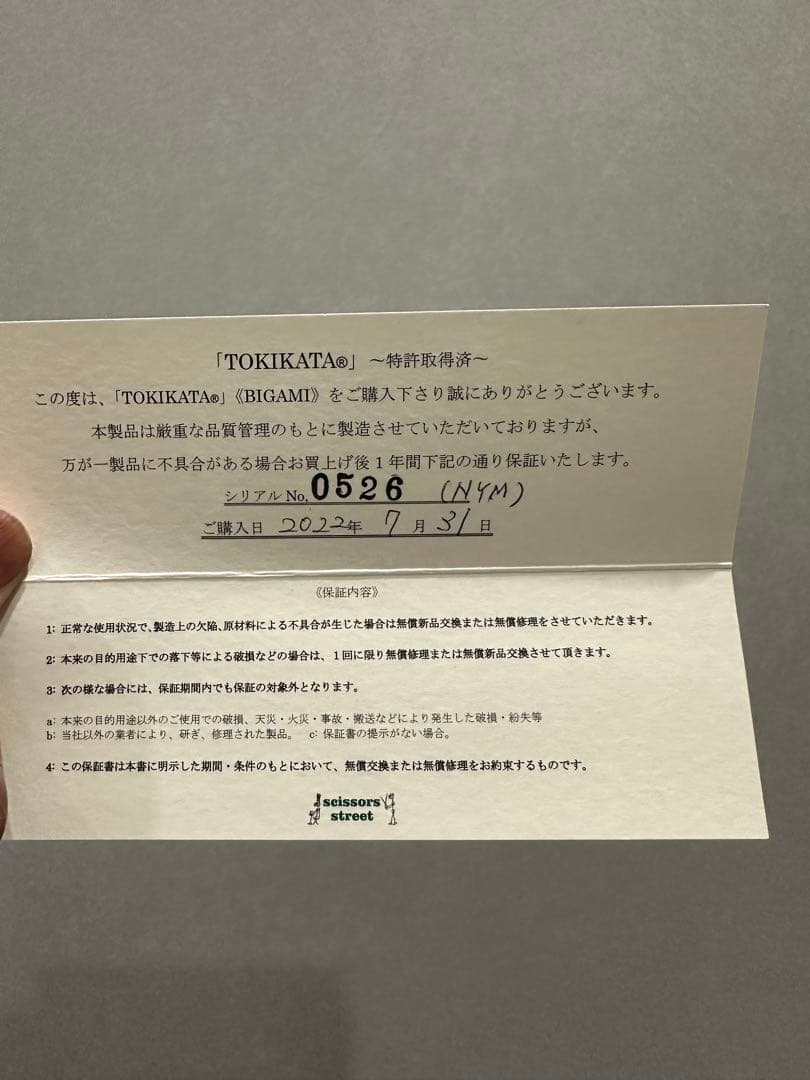 「TOKIKATA®」 ～特許取得済～
この度は、「TOKIKATA®」《BIGAMI》をご購入下さり誠にありがとうございます。
本製品は厳重な品質管理のもとに製造させていただいておりますが、
万が一製品に不具合がある場合お買上げ後1年間下記の通り保証いたします。
シリアルNo. 0526 (NYM)
ご購入日 2022年 7月 31日
《保証内容》
1: 正常な使用状況で、製造上の欠陥、原材料による不具合が生じた場合は無償新品交換または無償修理をさせていただきます。
2: 本来の目的用途下での落下等による破損などの場合は、1回に限り無償修理または無償新品交換させて頂きます。
3: 次の様な場合には、保証期間内でも保証の対象外となります。
a: 本来の目的用途以外のご使用での破損、天災・火災・事故・搬送などにより発生した破損・紛失等
b: 当社以外の業者により、研ぎ、修理された製品。 c: 保証書の提示がない場合。
4: この保証書は本書に明示した期間・条件のもとにおいて、無償交換または無償修理をお約束するものです。
scissors
street